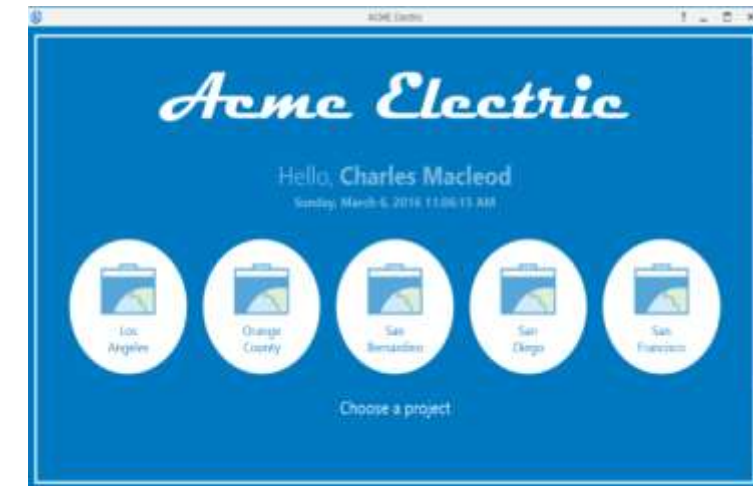 ACME Electric
Acme Electric
Hello, Charles Macleod
Sunday, March 6, 2016 11:06:15 AM
Los
Angeles
Orange
County
San
Bernardino
San
Diego
San
Francisco
Choose a project